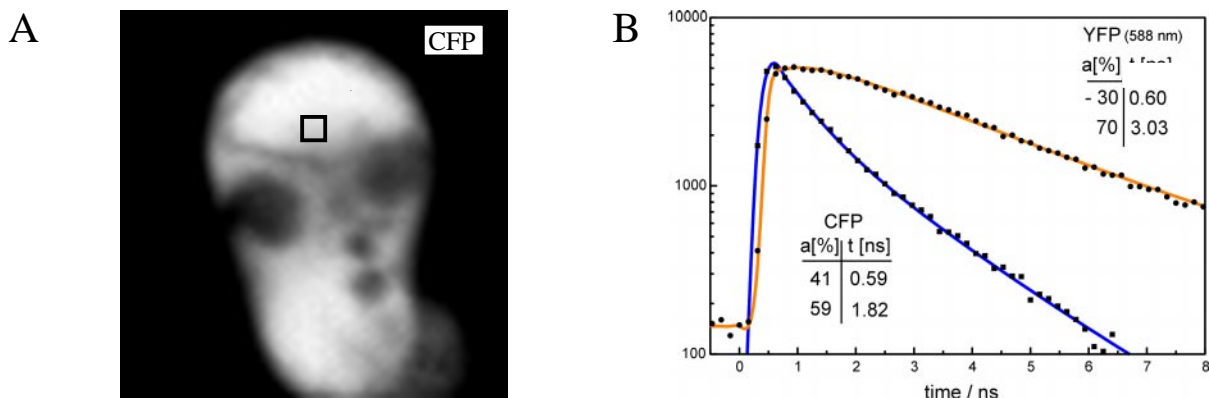 A
CFP
B
10000
1000
100
YFP (588 nm)
a[%] t [ns]
- 30 0.60
70 3.03
CFP
a[%] t [ns]
41 0.59
59 1.82
0 1 2 3 4 5 6 7 8
time / ns